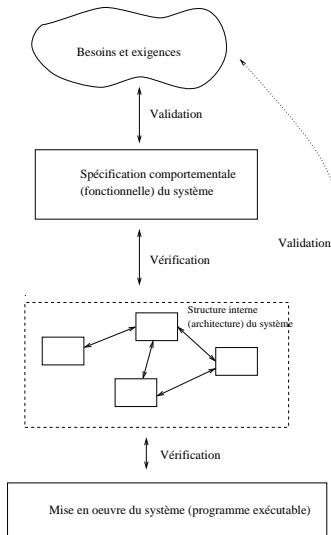 Besoins et exigences
Validation
Spécification comportementale
(fonctionnelle) du système
Validation
Vérification
Structure interne
(architecture) du système
Vérification
Mise en oeuvre du système (programme exécutable)